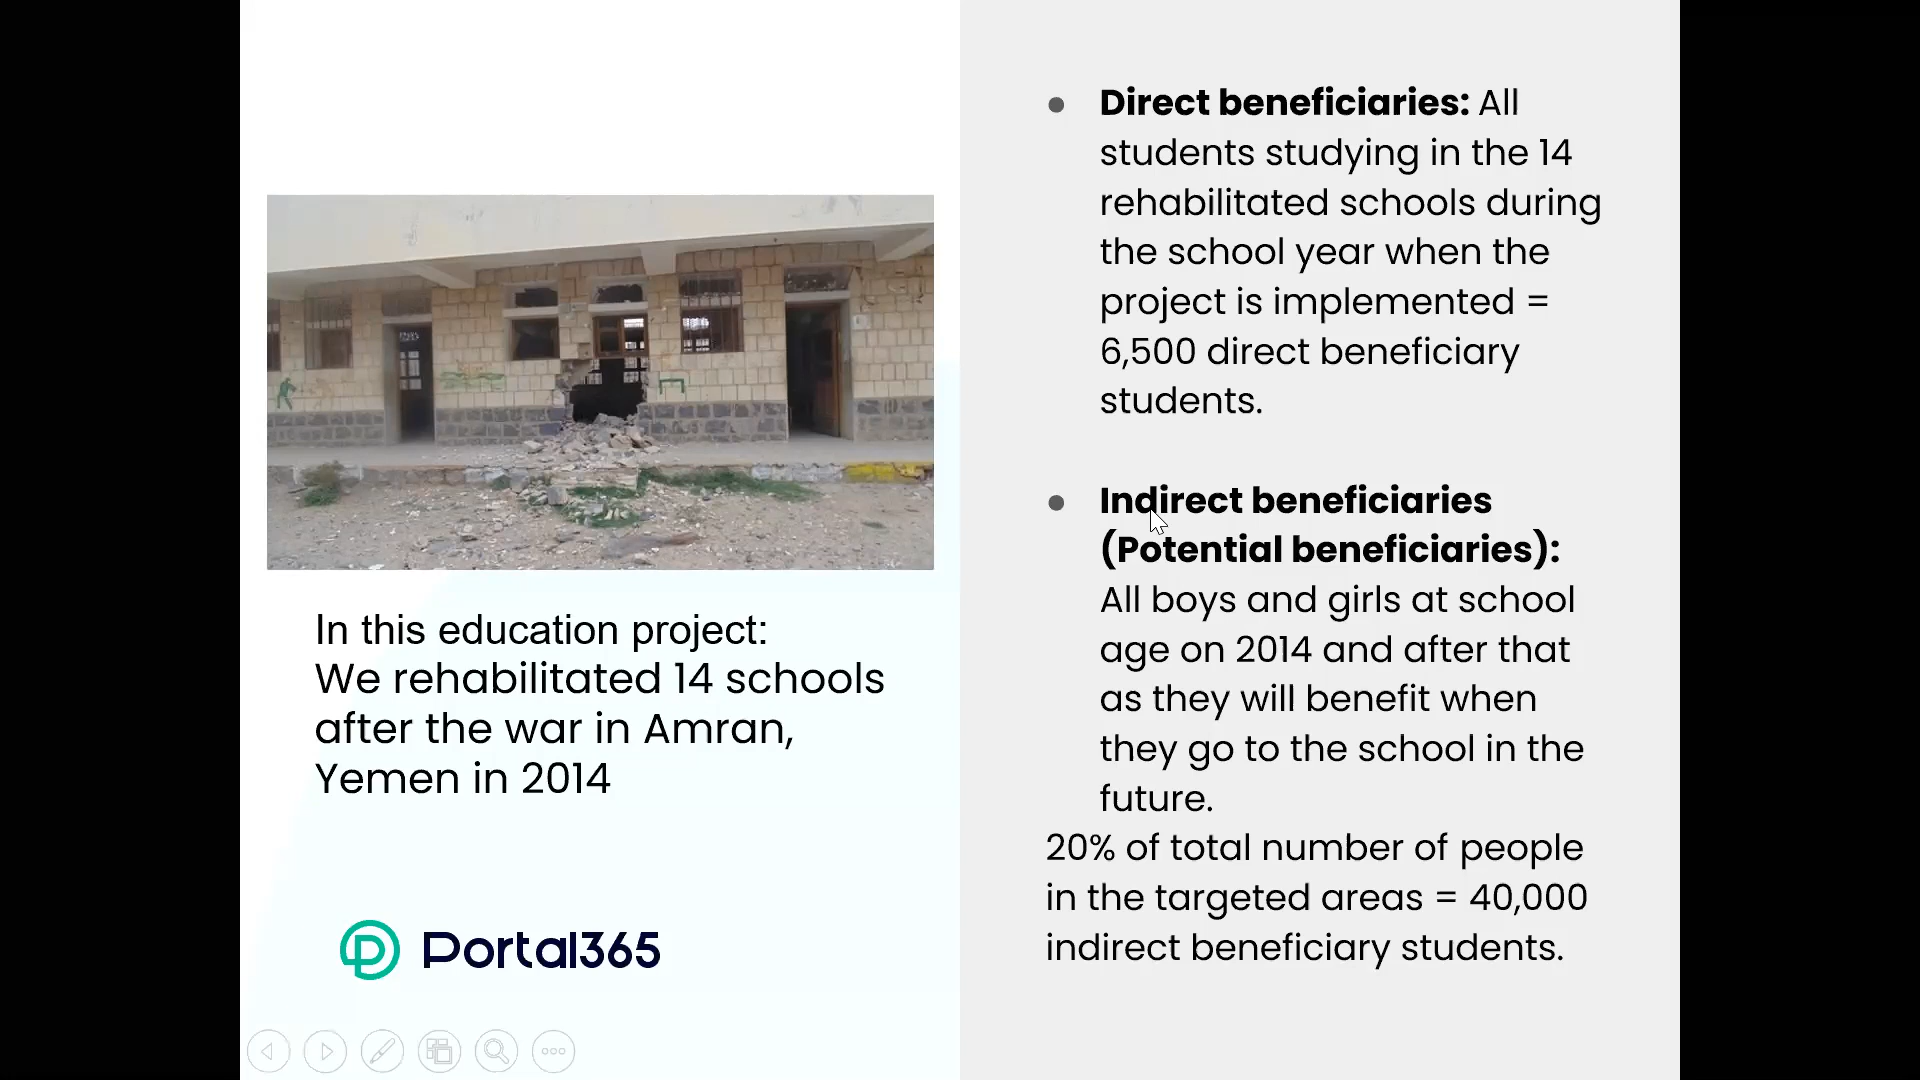 In this education project:
We rehabilitated 14 schools
after the war in Amran,
Yemen in 2014
Portal365
Direct beneficiaries: All
students studying in the 14
rehabilitated schools during
the school year when the
project is implemented =
6,500 direct beneficiary
students.
Indirect beneficiaries
(Potential beneficiaries):
All boys and girls at school
age on 2014 and after that
as they will benefit when
they go to the school in the
future.
20% of total number of people
in the targeted areas = 40,000
indirect beneficiary students.